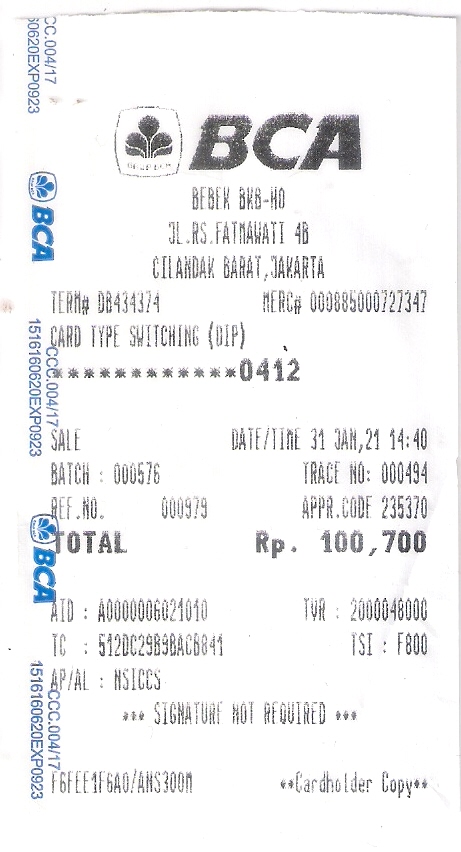 CCC.004/17
1516160620EXP0923
BCA
BCA
BEBEK BKB-HO
JL.RS.FATMAWATI 4B
CILANDAK BARAT,JAKARTA
TERM# DB434374 MERC# 000885000727347
CARD TYPE SWITCHING (DIP)
************0412
CCC.004/17
1516160620EXP0923
SALE DATE/TIME 31 JAN,21 14:40
BATCH : 000576 TRACE NO: 000494
REF.NO. 000979 APPR.CODE 235370
TOTAL Rp. 100,700
BCA
AID : A0000006021010 TVR : 2000048000
TC : 512DC29B9BACB841 TSI : F800
AP/AL : NSICCS
*** SIGNATURE NOT REQUIRED ***
CCC.004/17
1516160620EXP0923
F6FEE1F6A0/ANS300M **Cardholder Copy**